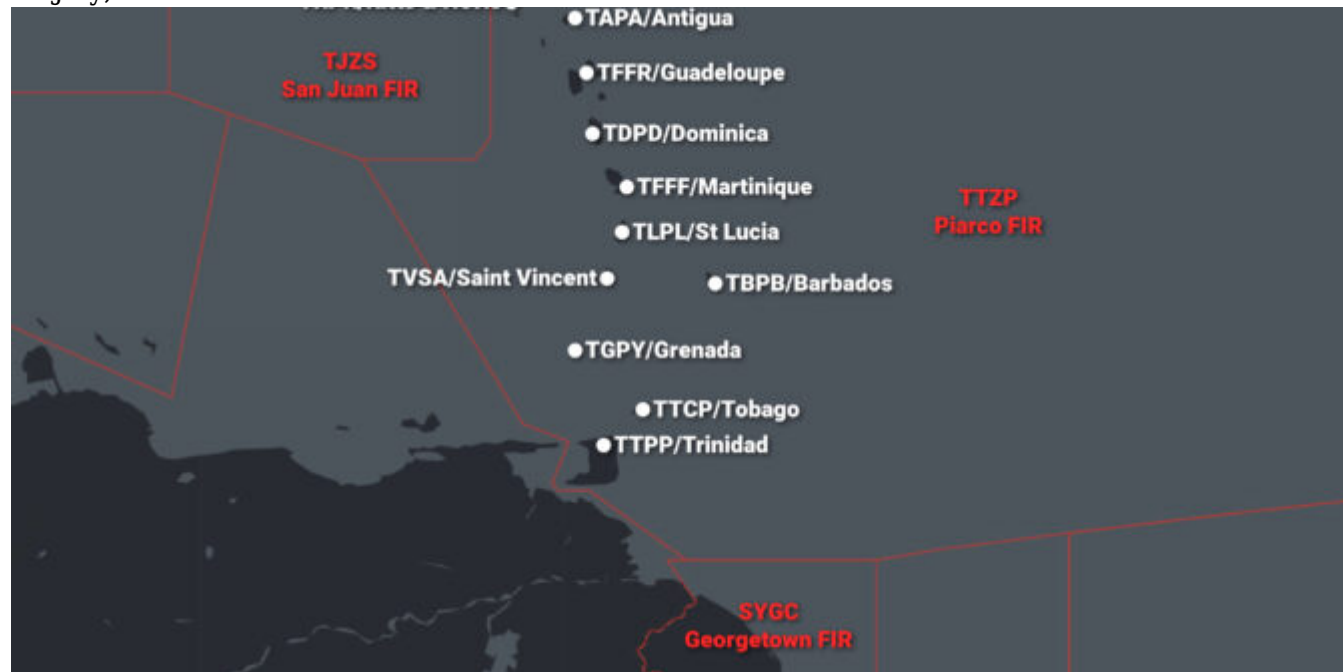 TAPA/Antigua
TJZS
San Juan FIR
TFFR/Guadeloupe
TDPD/Dominica
TFFF/Martinique
TTZP
Piarco FIR
TLPL/St Lucia
TVSA/Saint Vincent
TBPB/Barbados
TGPY/Grenada
TTCP/Tobago
TTPP/Trinidad
SYGC
Georgetown FIR